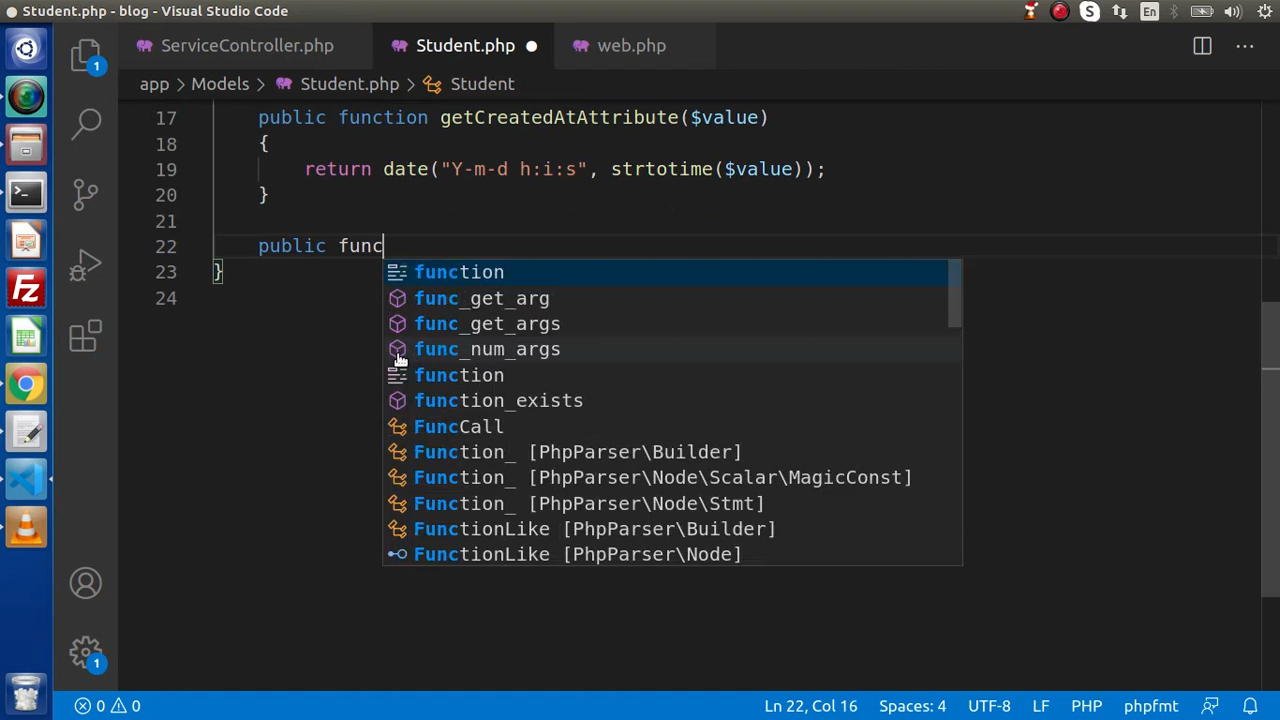 Student.php - blog - Visual Studio Code
S
En
ServiceController.php
Student.php
web.php
app > Models > Student.php > Student
1
17 public function getCreatedAtAttribute($value)
18 {
19 return date("Y-m-d h:i:s", strtotime($value));
20 }
21
22 public func
23 }
24
function
func_get_arg
func_get_args
func_num_args
function
function_exists
FuncCall
Function_ [PhpParser\Builder]
Function_ [PhpParser\Node\Scalar\MagicConst]
Function_ [PhpParser\Node\Stmt]
FunctionLike [PhpParser\Builder]
FunctionLike [PhpParser\Node]
Fz
1
0 0 Ln 22, Col 16 Spaces: 4 UTF-8 LF PHP phpfmt